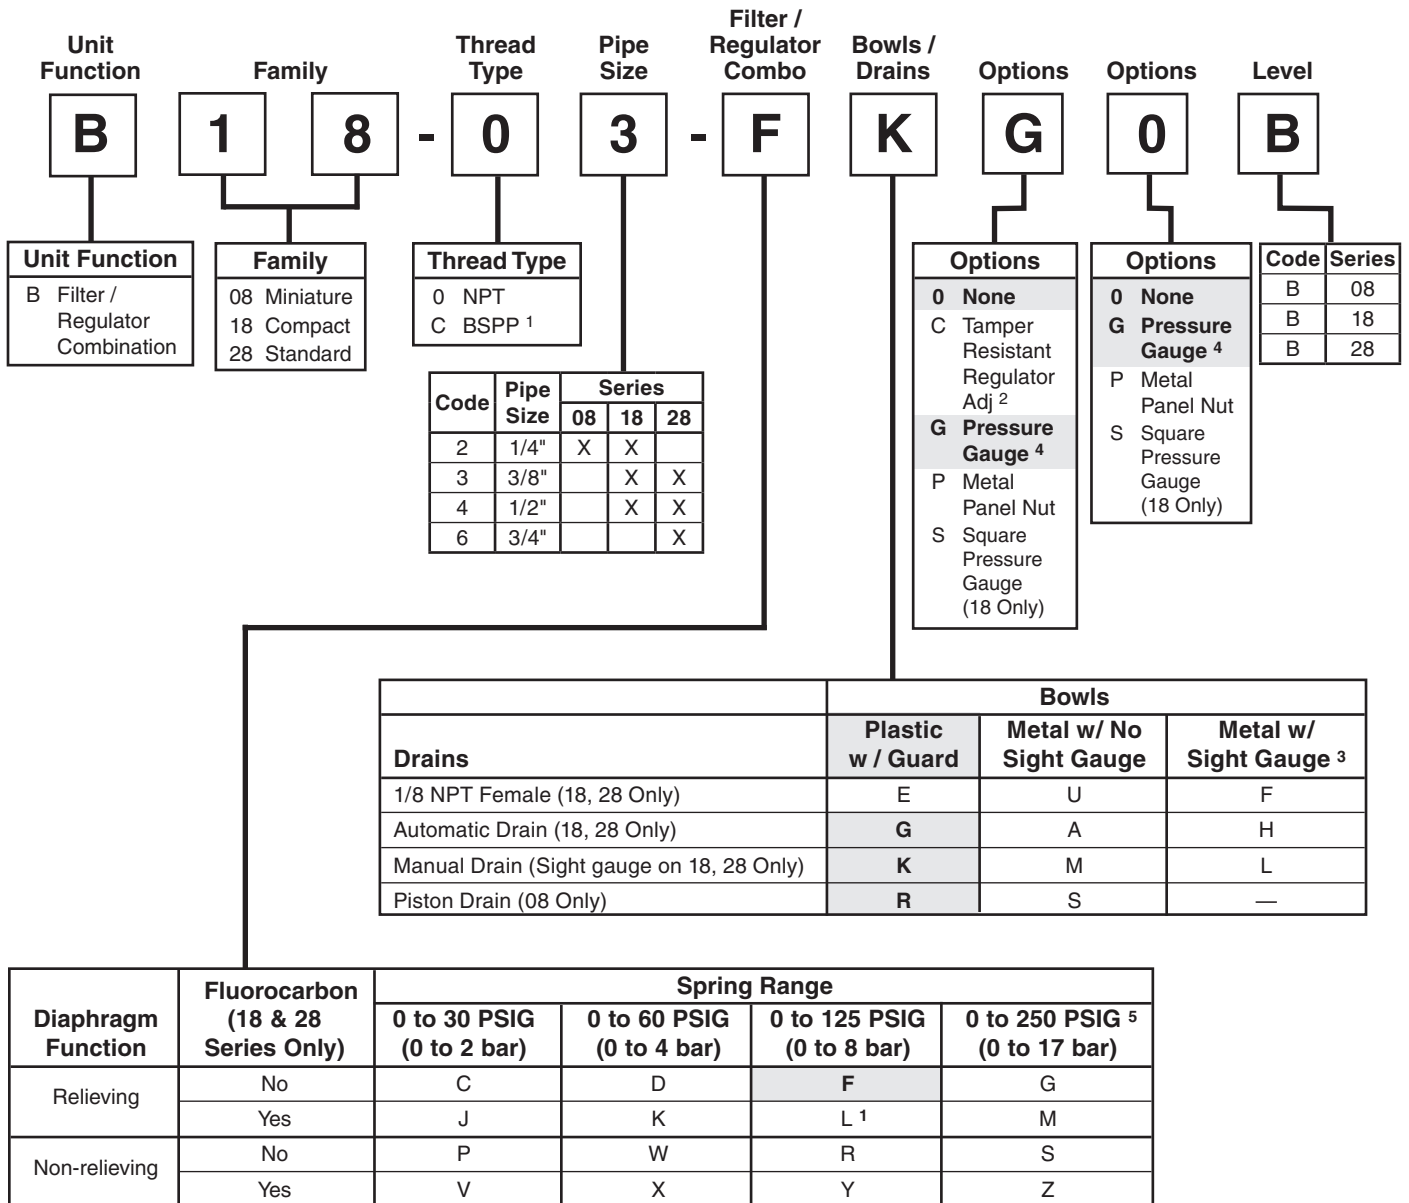 Unit Function
Family
Thread Type
Pipe Size
Filter / Regulator Combo
Bowls / Drains
Options
Options
Level
B 1 8 - 0 3 - F K G 0 B
Unit Function
B Filter / Regulator Combination
Family
08 Miniature
18 Compact
28 Standard
Thread Type
0 NPT
C BSPP 1
Code Pipe Size Series
08 18 28
2 1/4" X X
3 3/8" X X
4 1/2" X X
6 3/4" X
Options
0 None
C Tamper
Resistant
Regulator
Adj 2
G Pressure
Gauge 4
P Metal
Panel Nut
S Square
Pressure
Gauge
(18 Only)
Options
0 None
G Pressure
Gauge 4
P Metal
Panel Nut
S Square
Pressure
Gauge
(18 Only)
Code Series
B 08
B 18
B 28
Bowls
Drains
Plastic w / Guard
Metal w/ No Sight Gauge
Metal w/ Sight Gauge 3
1/8 NPT Female (18, 28 Only) E U F
Automatic Drain (18, 28 Only) G A H
Manual Drain (Sight gauge on 18, 28 Only) K M L
Piston Drain (08 Only) R S —
Diaphragm Function
Fluorocarbon (18 & 28 Series Only)
Spring Range
0 to 30 PSIG (0 to 2 bar)
0 to 60 PSIG (0 to 4 bar)
0 to 125 PSIG (0 to 8 bar)
0 to 250 PSIG 5 (0 to 17 bar)
Relieving
No C D F G
Yes J K L 1 M
Non-relieving
No P W R S
Yes V X Y Z